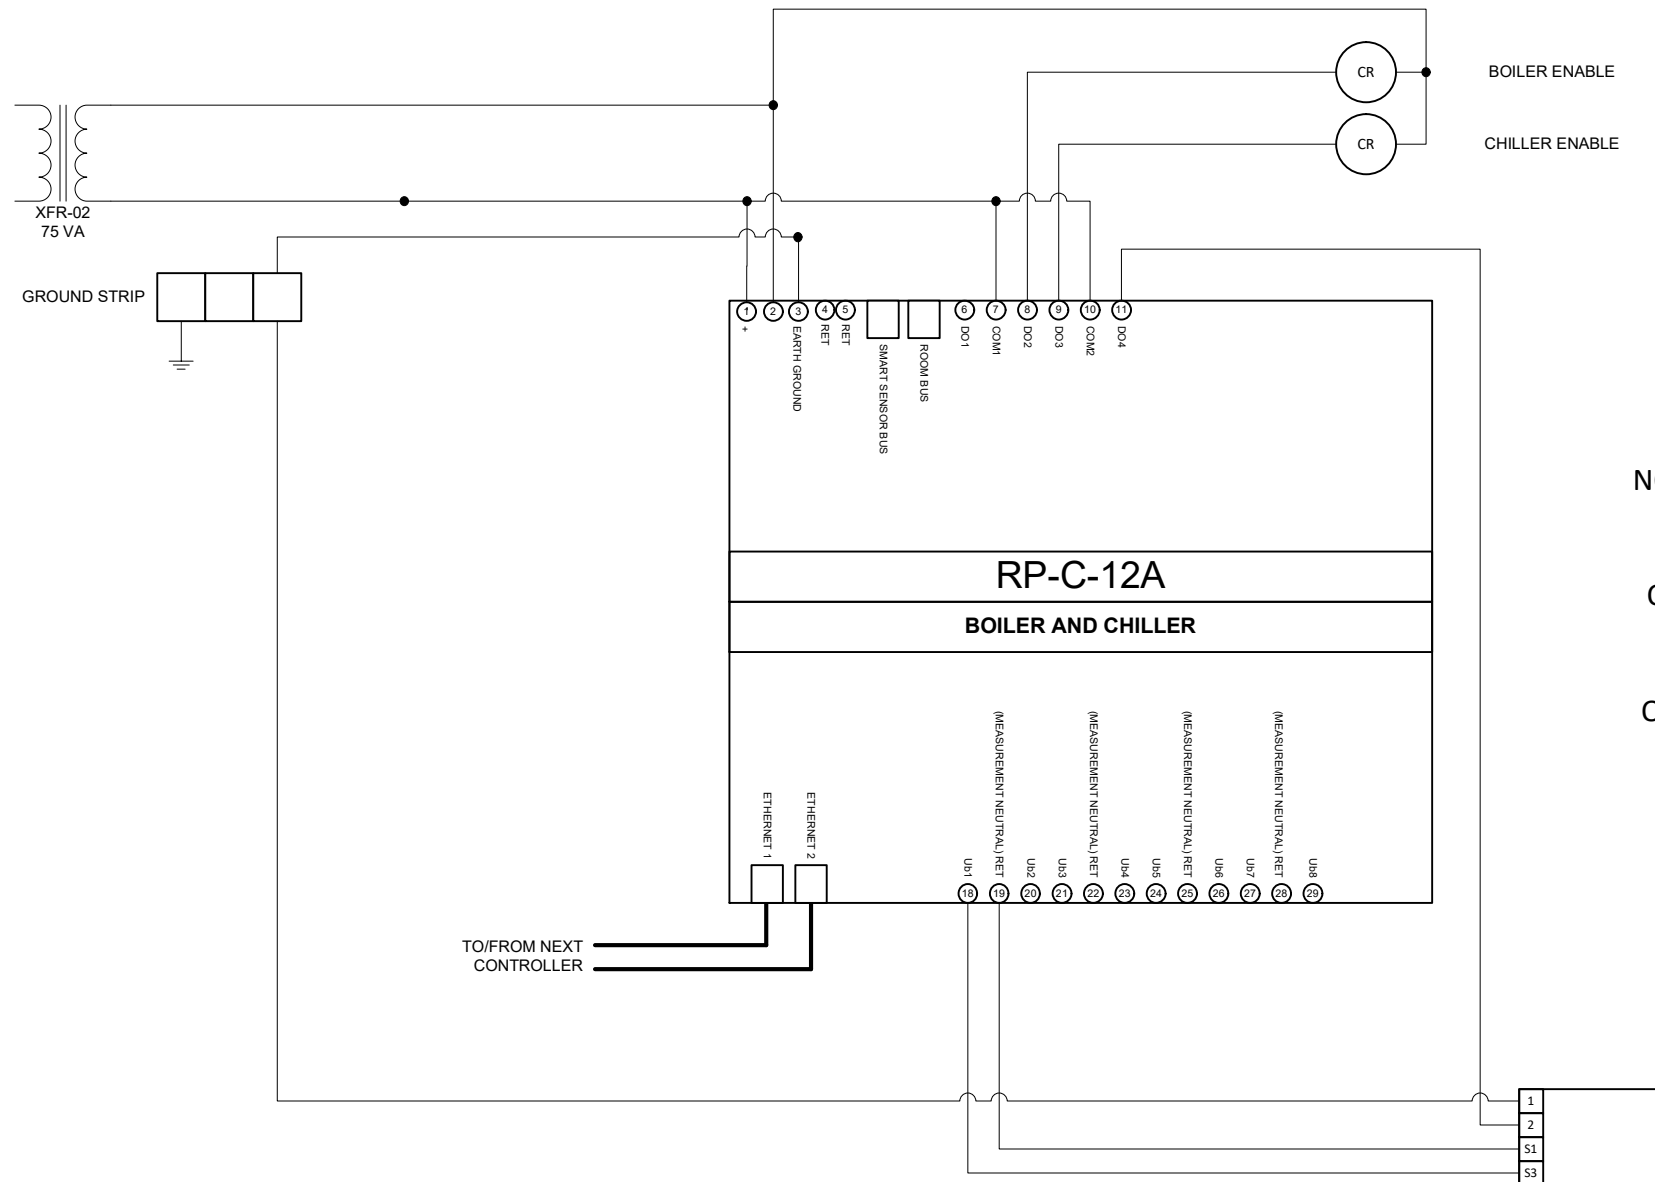 CR
BOILER ENABLE
CR
CHILLER ENABLE
XFR-02
75 VA
GROUND STRIP
1
2
3
4
5
6
7
8
9
10
11
+
EARTH GROUND
RET
RET
SMART SENSOR BUS
ROOM BUS
DO1
COM1
DO2
DO3
COM2
DO4
RP-C-12A
BOILER AND CHILLER
ETHERNET 1
ETHERNET 2
Ub1
(MEASUREMENT NEUTRAL) RET
Ub2
Ub3
(MEASUREMENT NEUTRAL) RET
Ub4
Ub5
(MEASUREMENT NEUTRAL) RET
Ub6
Ub7
(MEASUREMENT NEUTRAL) RET
Ub8
18
19
20
21
22
23
24
25
26
27
28
29
TO/FROM NEXT
CONTROLLER
1
2
S1
S3